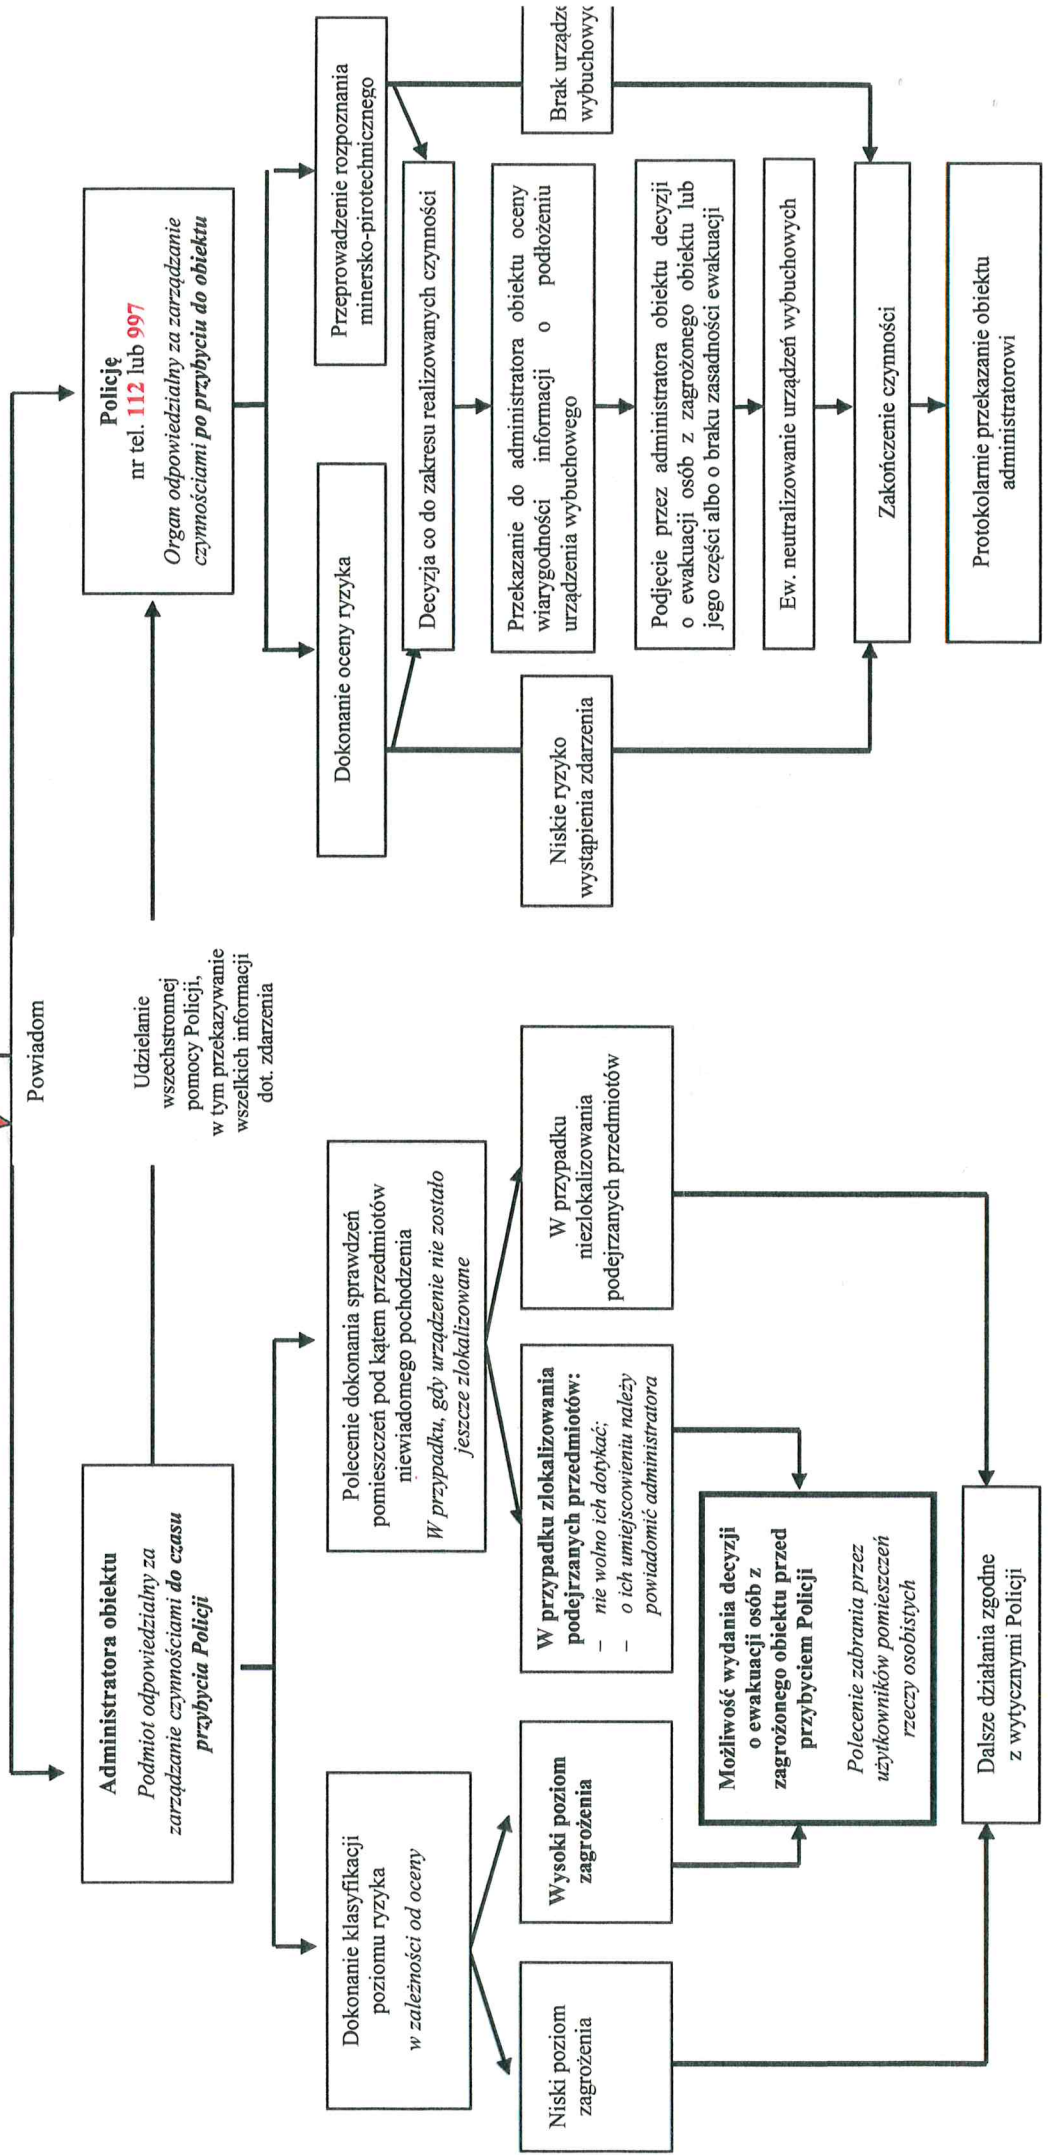 Powiadom
Administratora obiektu
Podmiot odpowiedzialny za
zarządzanie czynnościami do czasu
przybycia Policji
Udzielanie
wszechstronnej
pomocy Policji,
w tym przekazywanie
wszelkich informacji
dot. zdarzenia
Policję
nr tel. 112 lub 997
Organ odpowiedzialny za zarządzanie
czynnościami po przybyciu do obiektu
Dokonanie klasyfikacji
poziomu ryzyka
w zależności od oceny
Polecenie dokonania sprawdzeń
pomieszczeń pod kątem przedmiotów
niewiadomego pochodzenia
W przypadku, gdy urządzenie nie zostało
jeszcze zlokalizowane
Niski poziom
zagrożenia
Wysoki poziom
zagrożenia
W przypadku zlokalizowania
podejrzanych przedmiotów:
– nie wolno ich dotykać;
– o ich umiejscowieniu należy
powiadomić administratora
W przypadku
niezlokalizowania
podejrzanych przedmiotów
Możliwość wydania decyzji
o ewakuacji osób z
zagrożonego obiektu przed
przybyciem Policji
Polecenie zabrania przez
użytkowników pomieszczeń
rzeczy osobistych
Dalsze działania zgodne
z wytycznymi Policji
Dokonanie oceny ryzyka
Przeprowadzenie rozpoznania
minersko-pirotechnicznego
Decyzja co do zakresu realizowanych czynności
Niskie ryzyko
wystąpienia zdarzenia
Przekazanie do administratora obiektu oceny
wiarygodności informacji o podłożeniu
urządzenia wybuchowego
Brak urządze
wybuchowy
Podjęcie przez administratora obiektu decyzji
o ewakuacji osób z zagrożonego obiektu lub
jego części albo o braku zasadności ewakuacji
Ew. neutralizowanie urządzeń wybuchowych
Zakończenie czynności
Protokolarnie przekazanie obiektu
administratorowi